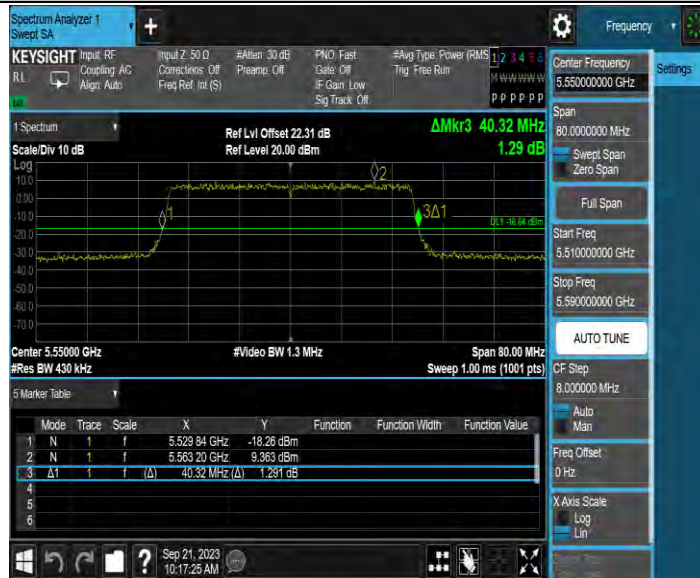 Spectrum Analyzer 1
Swept SA
+
Frequency
KEYSIGHT Input: RF
RL
Coupling: AC
Align: Auto
Input Z: 50 Ω
Corrections: Off
Freq Ref: Int (S)
#Atten: 30 dB
Preamp: Off
PNO: Fast
Gate: Off
IF Gain: Low
Sig Track: Off
#Avg Type: Power (RMS
Trig: Free Run
1 2 3 4 5 6
M W W W W W
P P P P P P
Center Frequency
5.550000000 GHz
Settings
Span
80.0000000 MHz
Swept Span
Zero Span
Full Span
Start Freq
5.510000000 GHz
Stop Freq
5.590000000 GHz
AUTO TUNE
CF Step
8.000000 MHz
Auto
Man
Freq Offset
0 Hz
X Axis Scale
Log
Lin
1 Spectrum
Scale/Div 10 dB
Ref Lvl Offset 22.31 dB
Ref Level 20.00 dBm
ΔMkr3 40.32 MHz
1.29 dB
Log
10.0
0.00
-10.0
-20.0
-30.0
-40.0
-50.0
-60.0
-70.0
1
2
3Δ1
DL1 -16.64 dBm
Center 5.55000 GHz
#Video BW 1.3 MHz
Span 80.00 MHz
#Res BW 430 kHz
Sweep 1.00 ms (1001 pts)
5 Marker Table
Mode Trace Scale X Y Function Function Width Function Value
1 N 1 f 5.529 84 GHz -18.26 dBm
2 N 1 f 5.563 20 GHz 9.363 dBm
3 Δ1 1 f (Δ) 40.32 MHz (Δ) 1.291 dB
4
5
6
?
Sep 21, 2023
10:17:25 AM